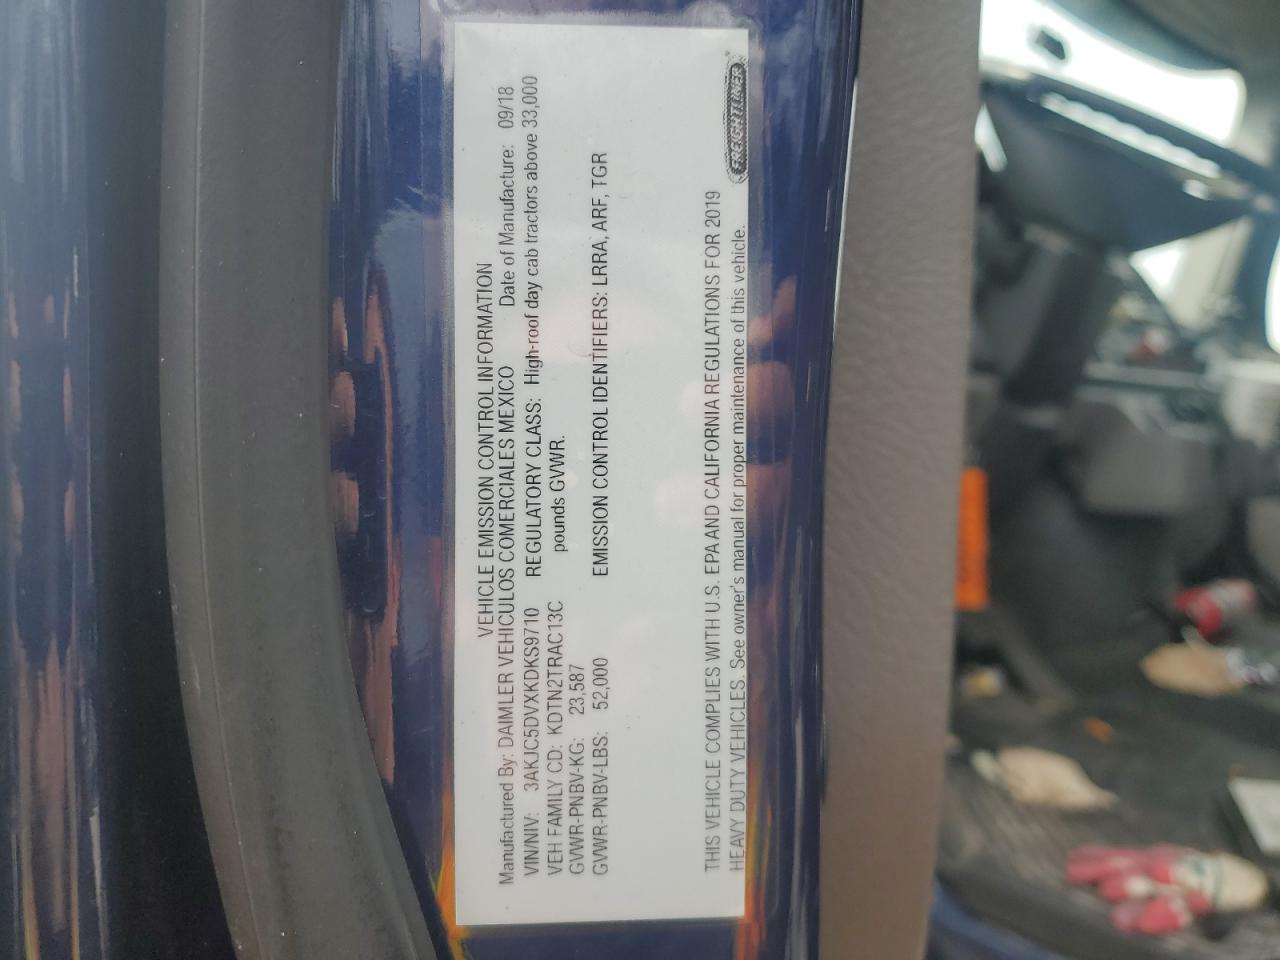 VEHICLE EMISSION CONTROL INFORMATION
Manufactured By: DAIMLER VEHICULOS COMERCIALES MEXICO Date of Manufacture: 09/18
VIN/NIV: 3AKJC5DVXKDKS9710 REGULATORY CLASS: High-roof day cab tractors above 33,000
VEH FAMILY CD: KDTN2TRAC13C pounds GVWR.
GVWR-PNBV-KG: 23,587
GVWR-PNBV-LBS: 52,000 EMISSION CONTROL IDENTIFIERS: LRRA, ARF, TGR
THIS VEHICLE COMPLIES WITH U.S. EPA AND CALIFORNIA REGULATIONS FOR 2019
HEAVY DUTY VEHICLES. See owner's manual for proper maintenance of this vehicle.
FREIGHTLINER